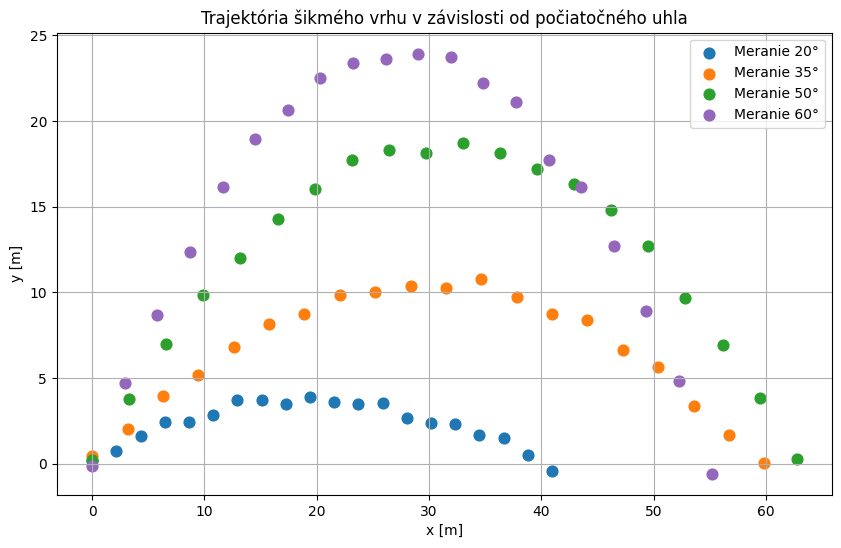 Trajektória šikmého vrhu v závislosti od počiatočného uhla
y [m]
25
20
15
10
5
0
0 10 20 30 40 50 60
x [m]
Meranie 20°
Meranie 35°
Meranie 50°
Meranie 60°